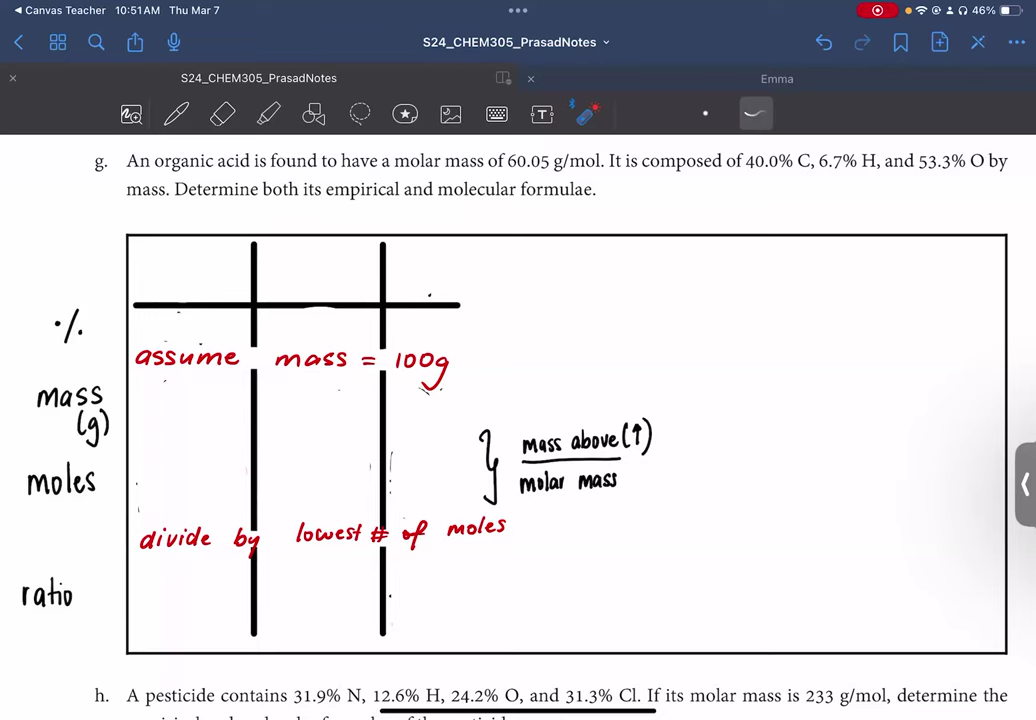 Canvas Teacher 10:51 AM Thu Mar 7 46%
S24_CHEM305_PrasadNotes
S24_CHEM305_PrasadNotes Emma
g. An organic acid is found to have a molar mass of 60.05 g/mol. It is composed of 40.0% C, 6.7% H, and 53.3% O by
mass. Determine both its empirical and molecular formulae.
%
assume mass = 100g
mass
(g)
mass above (↑)
molar mass
moles
divide by lowest # of moles
ratio
h. A pesticide contains 31.9% N, 12.6% H, 24.2% O, and 31.3% Cl. If its molar mass is 233 g/mol, determine the